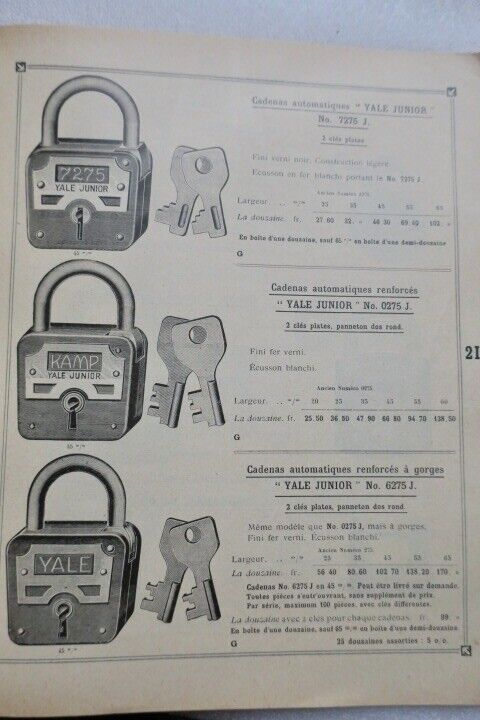 7275
YALE JUNIOR
65 m/m
Cadenas automatiques "YALE JUNIOR"
No. 7275 J.
2 clés plates
Fini verni noir. Construction légère.
Ecusson en fer blanchi portant le No. 7275 J.
Ancien Numéro 375
Largeur. .. m/m 25 35 45 55 65
La douzaine. fr. 27 60 32. » 46 30 69 40 102. »
En boîte d'une douzaine, sauf 65 m/m en boîte d'une demi-douzaine
G
KAMP
YALE JUNIOR
65 m/m
Cadenas automatiques renforcés
"YALE JUNIOR" No. 0275 J.
2 clés plates, panneton dos rond.
Fini fer verni.
Écusson blanchi.
Ancien Numéro 0275
Largeur. .. m/m 20 25 35 45 55 60
La douzaine. fr. 25.50 36 50 47 90 66 80 94 70 138.50
G
21
YALE
65 m/m
Cadenas automatiques renforcés à gorges
"YALE JUNIOR" No. 6275 J.
2 clés plates, panneton dos rond.
Même modèle que No. 0275 J, mais à gorges.
Fini fer verni. Ecusson blanchi.
Ancien Numéro 275
Largeur. .. m/m 25 35 45 55 65
La douzaine. fr. 56 40 80.60 102 70 138.20 170 »
Cadenas No. 6275 J en 45 m/m. Peut être livré sur demande.
Toutes pièces s'entr'ouvrant, sans supplément de prix.
Par série, maximum 100 pièces, avec clés différentes.
La douzaine avec 2 clés pour chaque cadenas. fr. 99. »
En boîte d'une douzaine, sauf 65 m/m en boîte d'une demi-douzaine
G 25 douzaines assorties : 5 o/o.